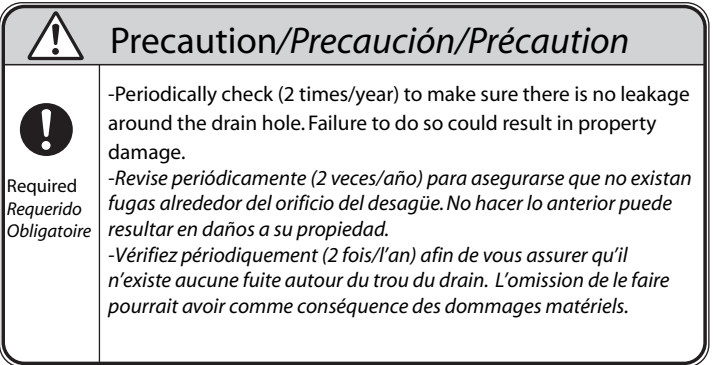 Precaution/Precaución/Précaution
Required
Requerido
Obligatoire
-Periodically check (2 times/year) to make sure there is no leakage
around the drain hole. Failure to do so could result in property
damage.
-Revise periódicamente (2 veces/año) para asegurarse que no existan
fugas alrededor del orificio del desagüe. No hacer lo anterior puede
resultar en daños a su propiedad.
-Vérifiez périodiquement (2 fois/l'an) afin de vous assurer qu'il
n'existe aucune fuite autour du trou du drain. L'omission de le faire
pourrait avoir comme conséquence des dommages matériels.